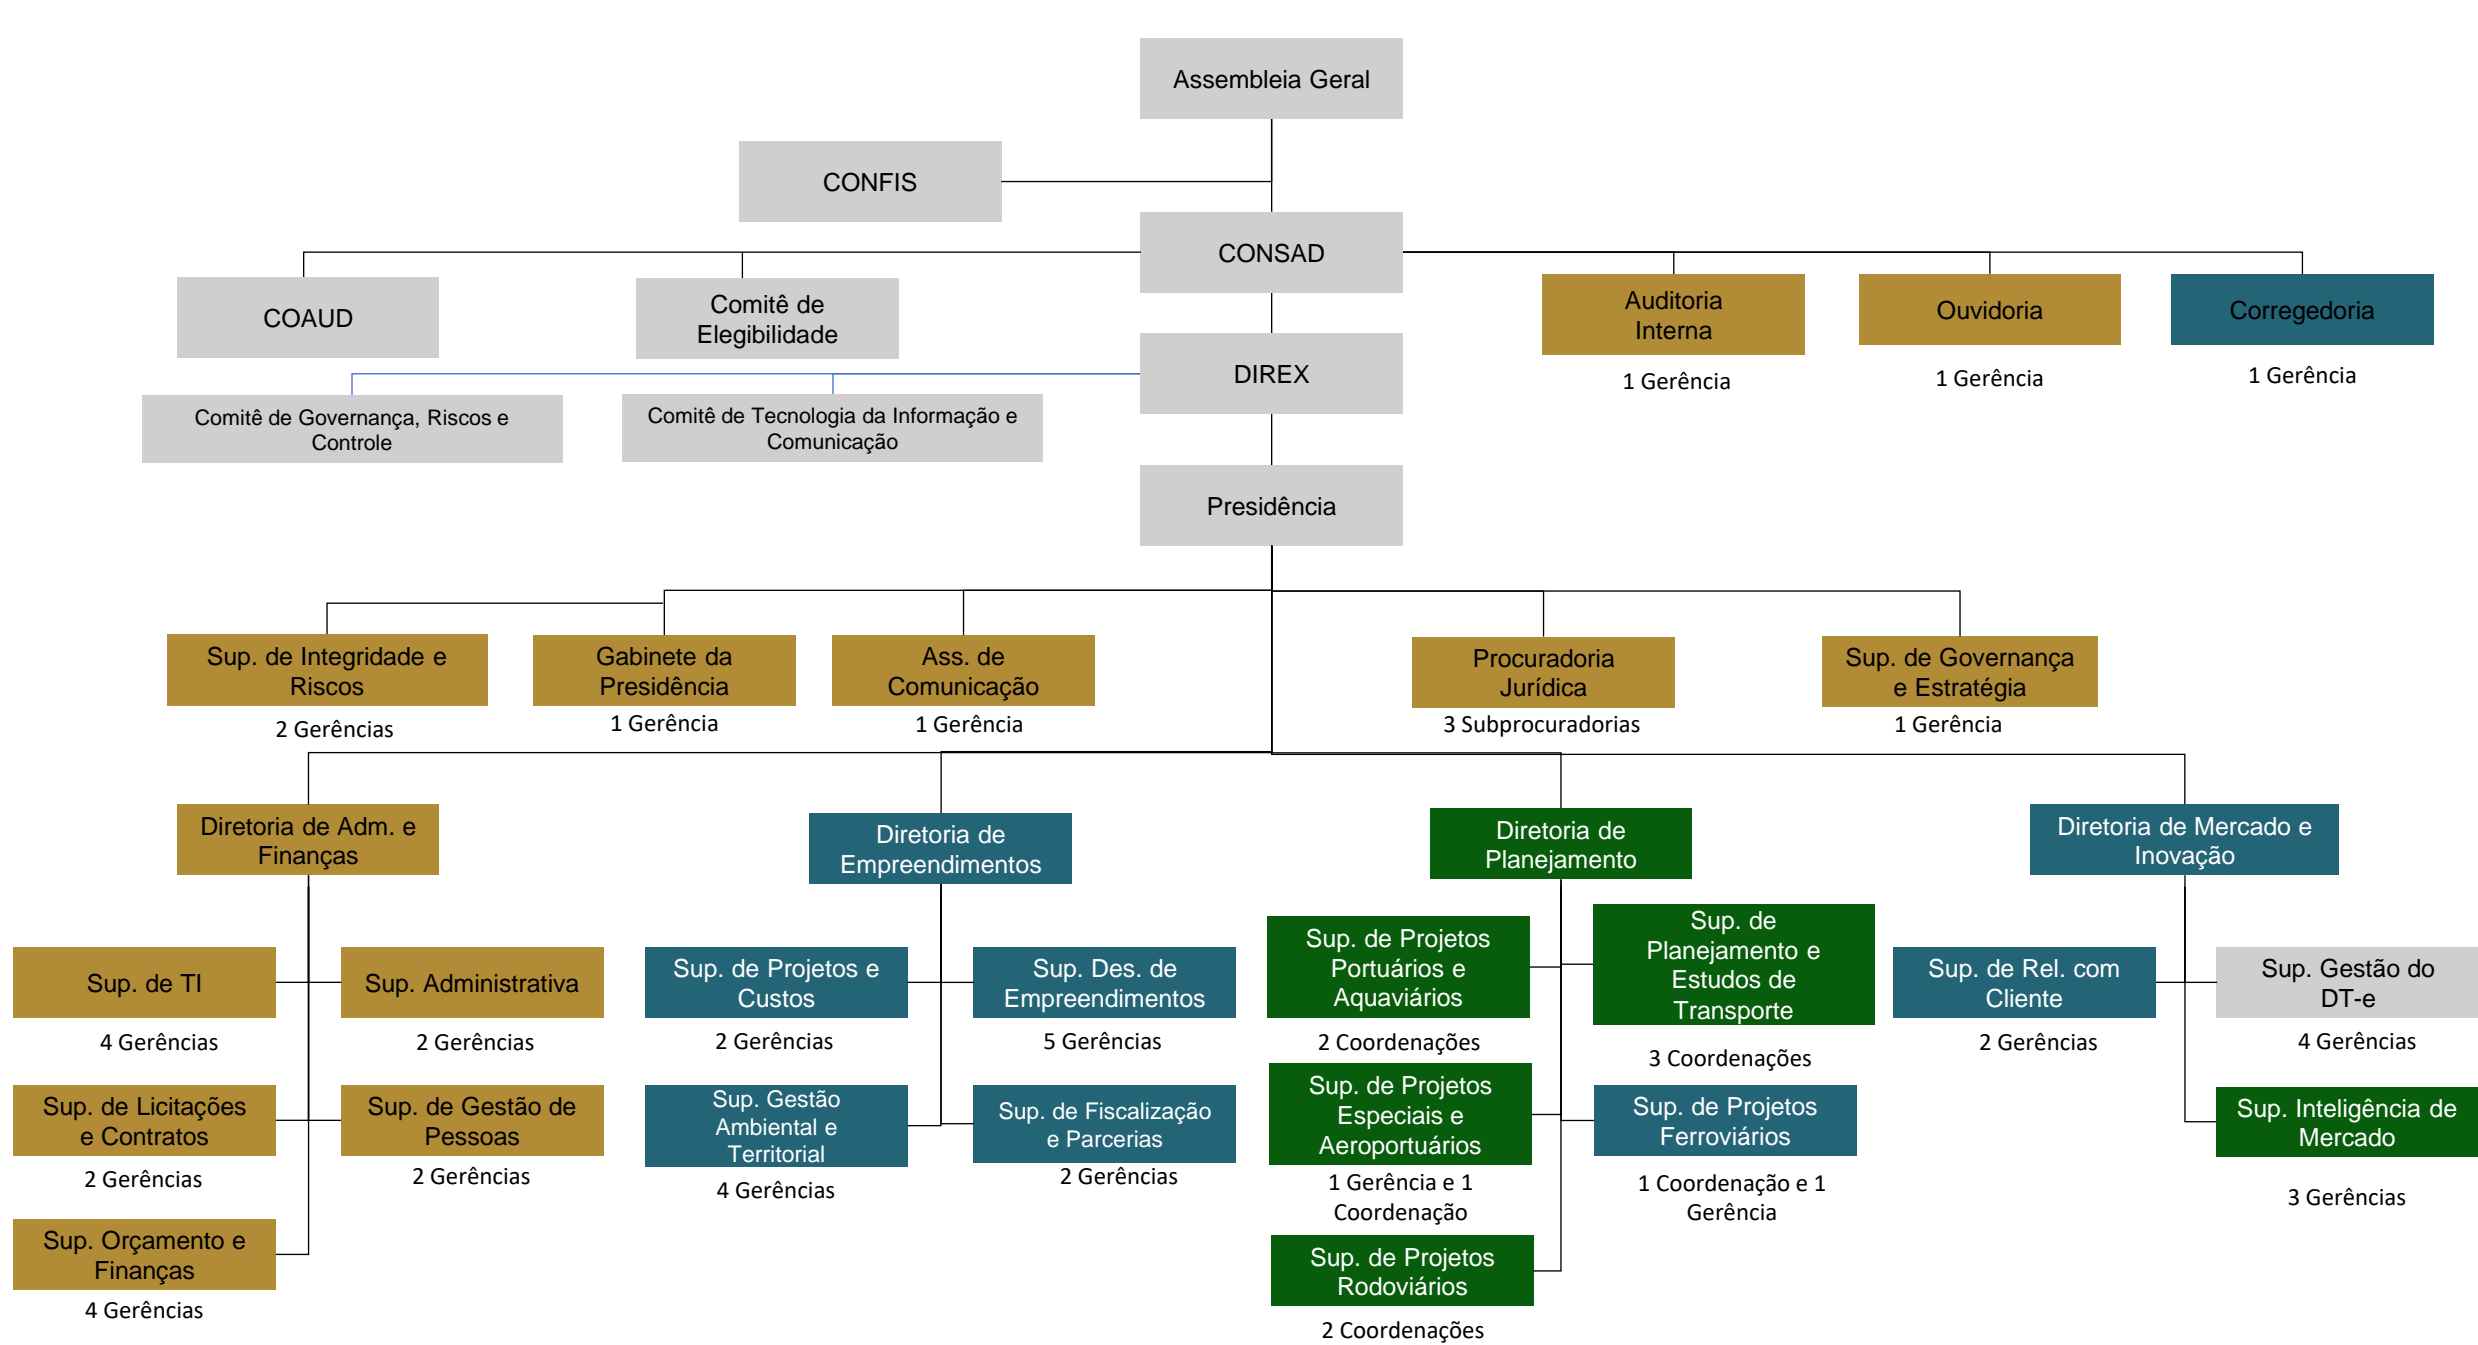 Assembleia Geral
CONFIS
CONSAD
COAUD
Comitê de
Elegibilidade
Auditoria
Interna
1 Gerência
Ouvidoria
1 Gerência
Corregedoria
1 Gerência
DIREX
Comitê de Governança, Riscos e
Controle
Comitê de Tecnologia da Informação e
Comunicação
Presidência
Sup. de Integridade e
Riscos
2 Gerências
Gabinete da
Presidência
1 Gerência
Ass. de
Comunicação
1 Gerência
Procuradoria
Jurídica
3 Subprocuradorias
Sup. de Governança
e Estratégia
1 Gerência
Diretoria de Adm. e
Finanças
Sup. de TI
4 Gerências
Sup. Administrativa
2 Gerências
Sup. de Licitações
e Contratos
2 Gerências
Sup. de Gestão de
Pessoas
2 Gerências
Sup. Orçamento e
Finanças
4 Gerências
Diretoria de
Empreendimentos
Sup. de Projetos e
Custos
2 Gerências
Sup. Des. de
Empreendimentos
5 Gerências
Sup. Gestão
Ambiental e
Territorial
4 Gerências
Sup. de Fiscalização
e Parcerias
2 Gerências
Diretoria de
Planejamento
Sup. de Projetos
Portuários e
Aquaviários
2 Coordenações
Sup. de
Planejamento e
Estudos de
Transporte
3 Coordenações
Sup. de Projetos
Especiais e
Aeroportuários
1 Gerência e 1
Coordenação
Sup. de Projetos
Ferroviários
1 Coordenação e 1
Gerência
Sup. de Projetos
Rodoviários
2 Coordenações
Diretoria de Mercado e
Inovação
Sup. de Rel. com
Cliente
2 Gerências
Sup. Gestão do
DT-e
4 Gerências
Sup. Inteligência de
Mercado
3 Gerências